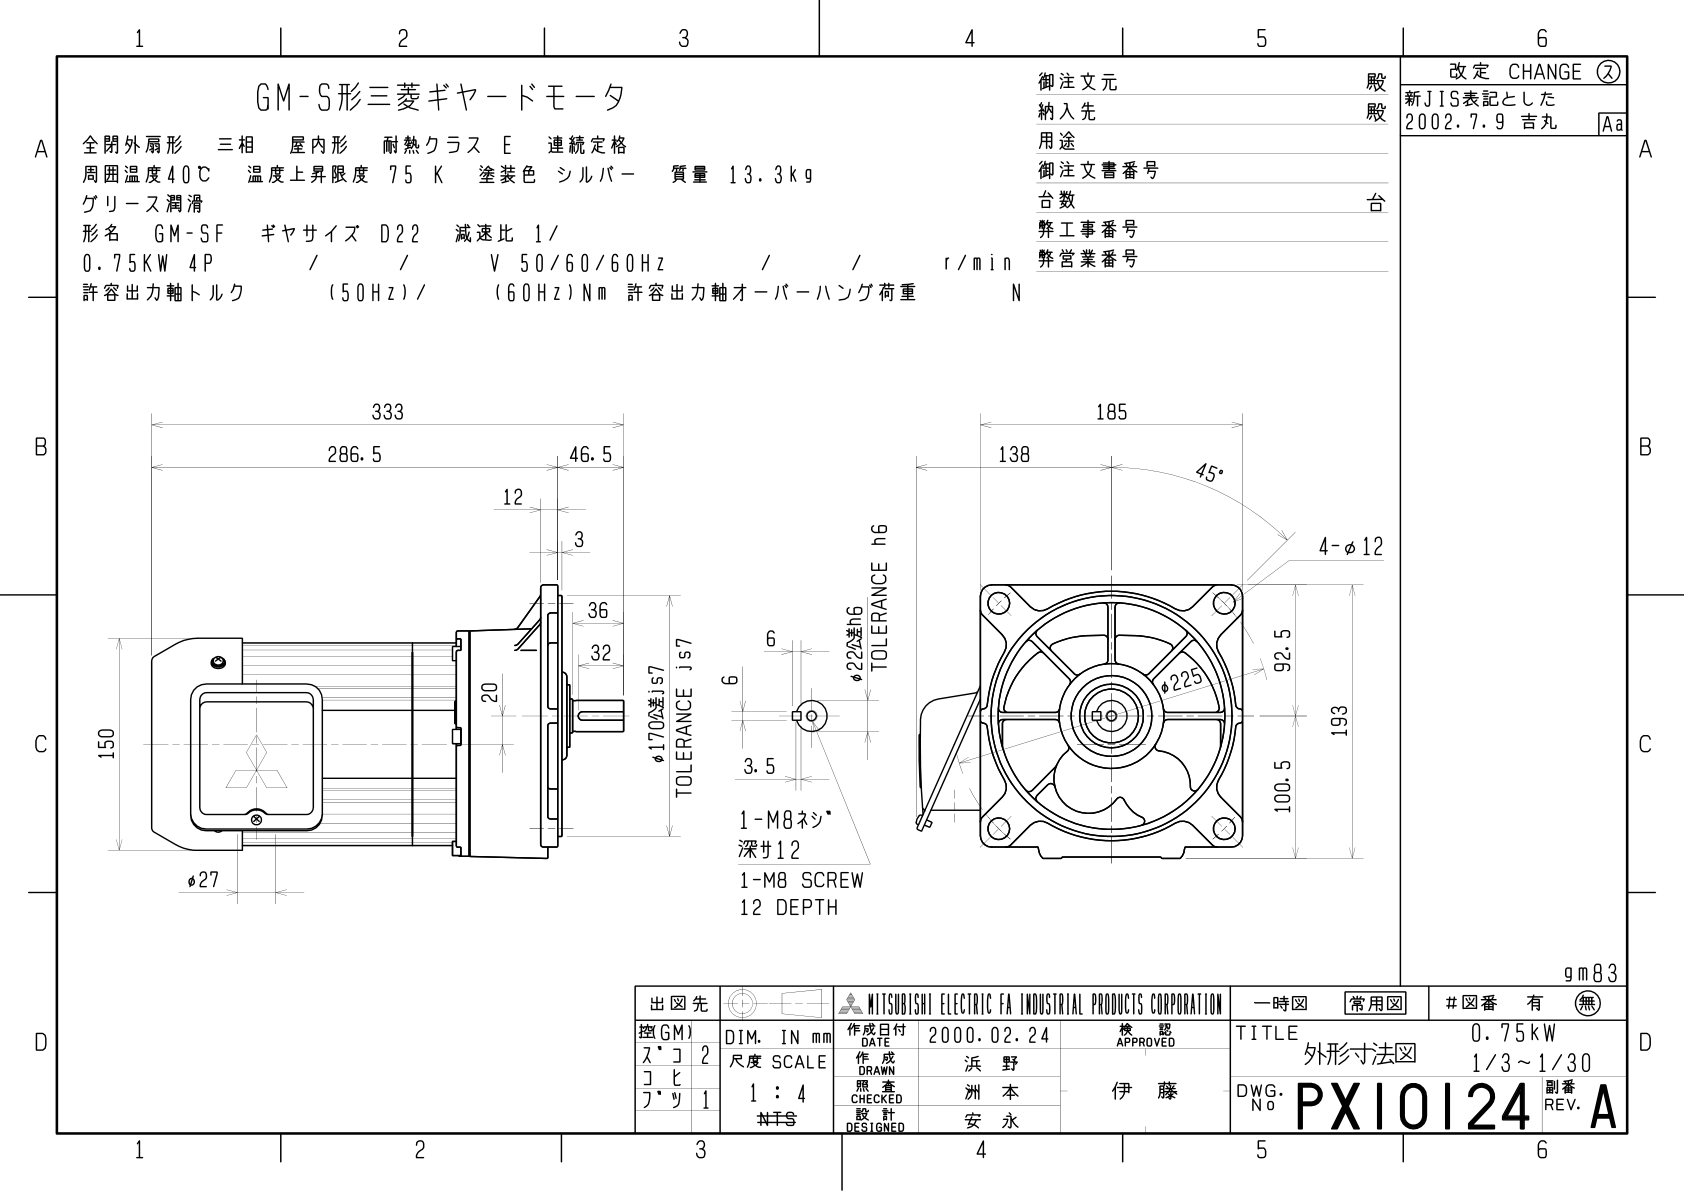 1 2 3 4 5 6
A
B
C
D
GM-S形三菱ギヤードモータ
全閉外扇形 三相 屋内形 耐熱クラス E 連続定格
周囲温度40℃ 温度上昇限度 75 K 塗装色 シルバー 質量 13.3kg
グリース潤滑
形名 GM-SF ギヤサイズ D22 減速比 1/
0.75KW 4P / / V 50/60/60Hz / / r/min
許容出力軸トルク (50Hz)/ (60Hz)Nm 許容出力軸オーバーハング荷重 N
御注文元 殿
納入先 殿
用途
御注文書番号
台数 台
弊工事番号
弊営業番号
改定 CHANGE ス
新JIS表記とした
2002.7.9 吉丸 Aa
A
B
C
D
333
286.5 46.5
12
3
36
32
20
150
φ27
φ170公差js7
TOLERANCE js7
6
6
3.5
φ22公差h6
TOLERANCE h6
1-M8ネジ
深サ12
1-M8 SCREW
12 DEPTH
185
138
45°
4-φ12
φ225
92.5
100.5
193
gm83
出図先
控(GM)
スﾞコ 2
コヒ
フﾞツ 1
DIM. IN mm
尺度 SCALE
1 : 4
NTS
MITSUBISHI ELECTRIC FA INDUSTRIAL PRODUCTS CORPORATION
作成日付
DATE
2000.02.24
作成
DRAWN
浜野
照査
CHECKED
洲本
設計
DESIGNED
安永
検認
APPROVED
伊藤
一時図 常用図 #図番 有 無
TITLE
外形寸法図
0.75kW
1/3~1/30
DWG.
No
PX10124
副番
REV.
A
1 2 3 4 5 6